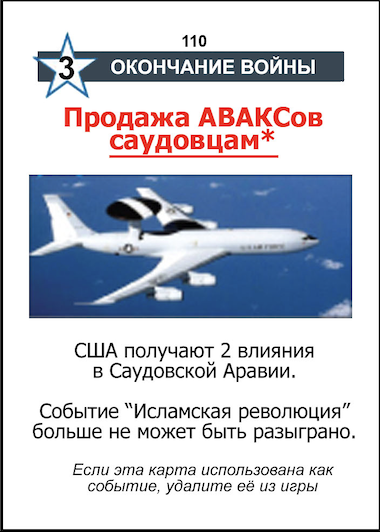 110
3 ОКОНЧАНИЕ ВОЙНЫ
Продажа АВАКСов
саудовцам*
США получают 2 влияния
в Саудовской Аравии.
Событие “Исламская революция”
больше не может быть разыграно.
Если эта карта использована как
событие, удалите её из игры